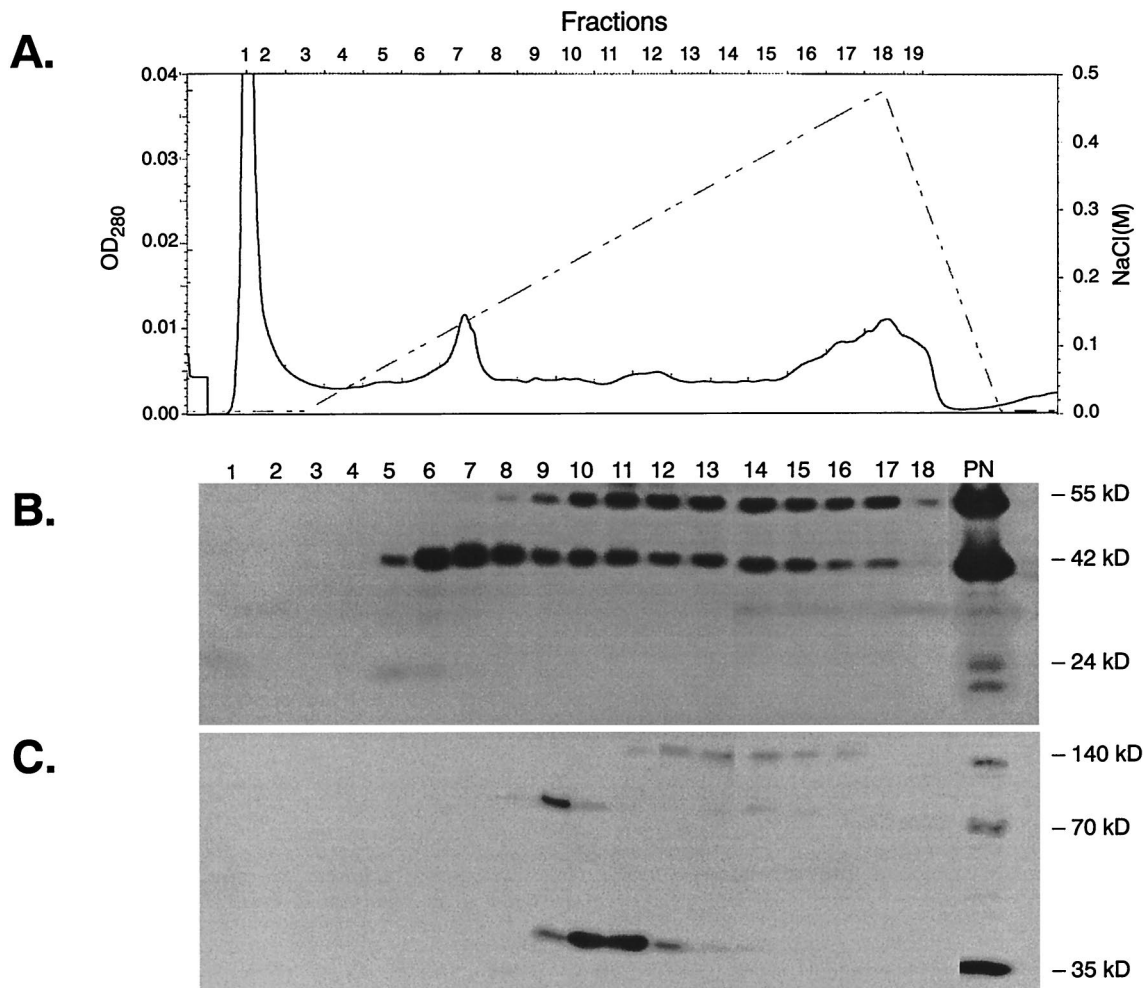 Fractions
A.
1 2 3 4 5 6 7 8 9 10 11 12 13 14 15 16 17 18 19
0.04
0.03
0.02
0.01
0.00
OD280
0.5
0.4
0.3
0.2
0.1
0.0
NaCl(M)
1 2 3 4 5 6 7 8 9 10 11 12 13 14 15 16 17 18 PN
B.
– 55 kD
– 42 kD
– 24 kD
C.
– 140 kD
– 70 kD
– 35 kD